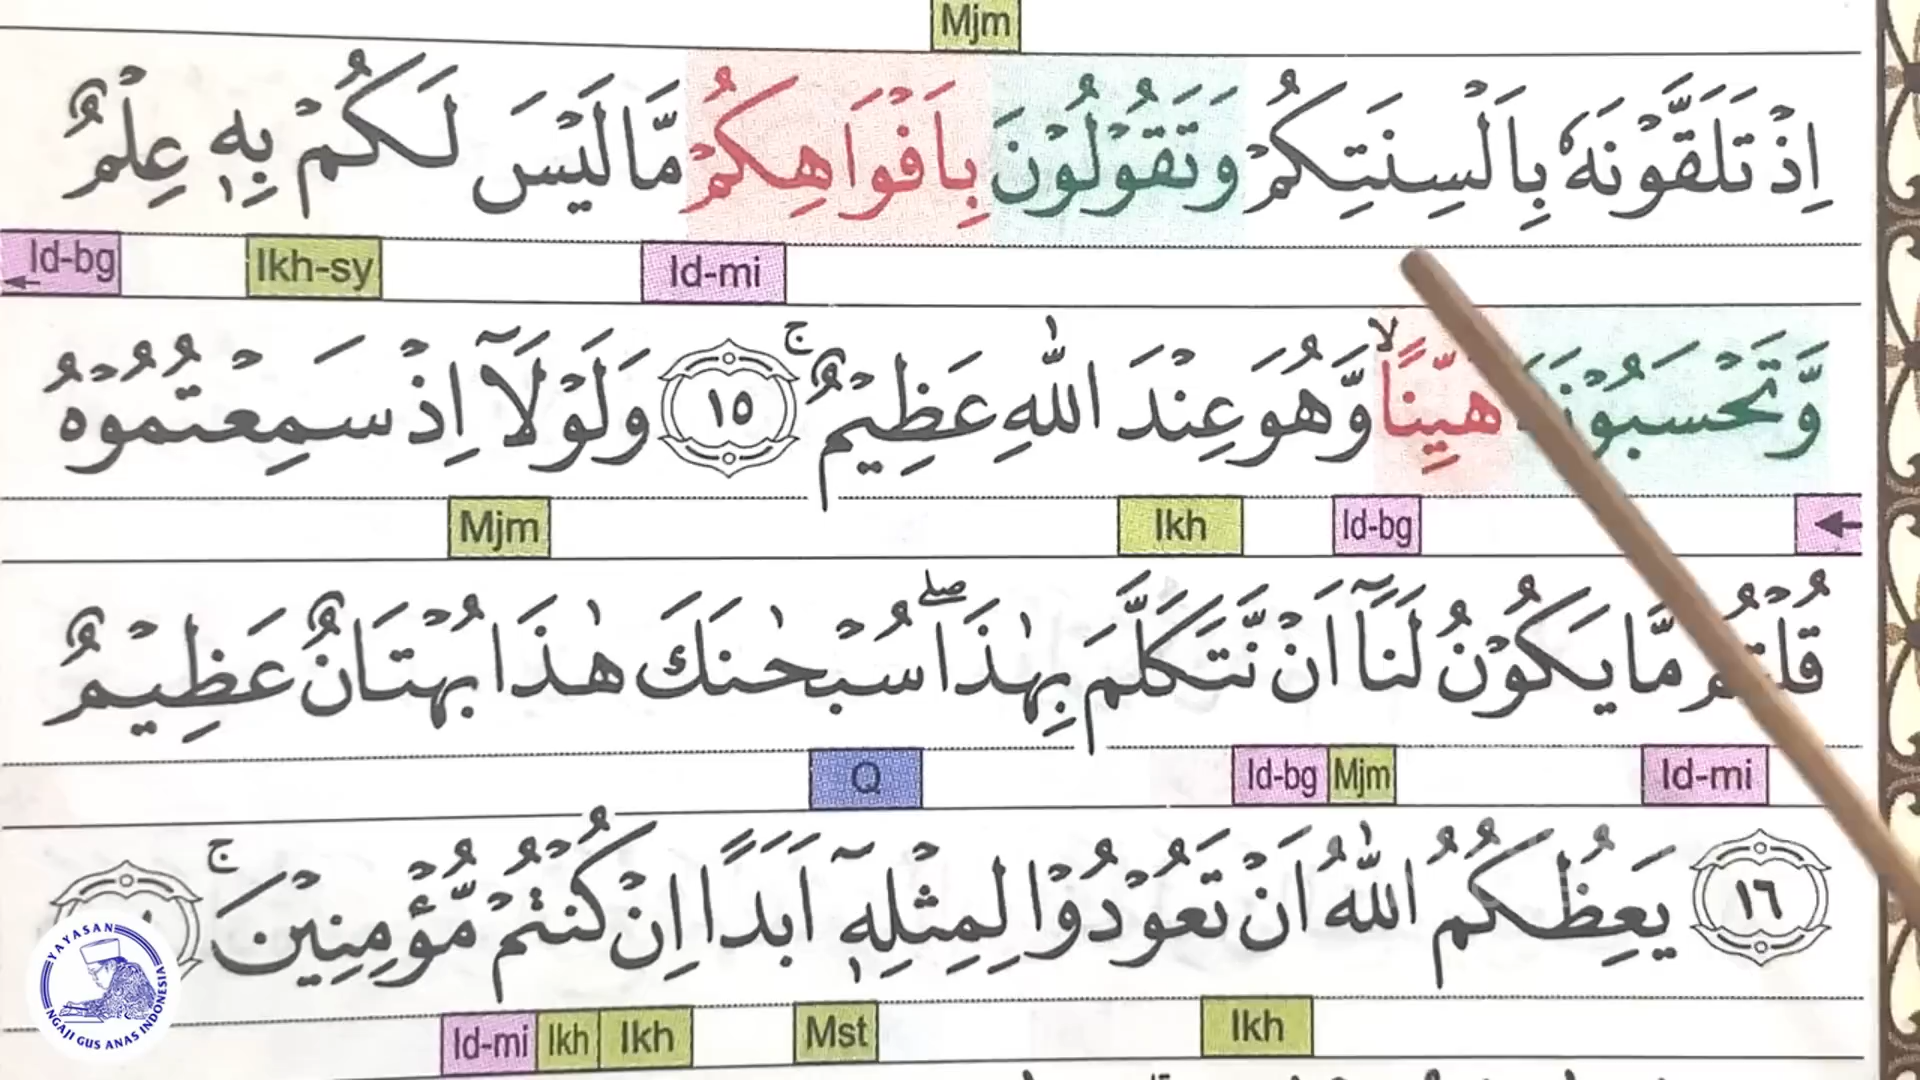 Mjm
اِذْ تَلَقَّوْنَهٗ بِاَلْسِنَتِكُمْ وَتَقُوْلُوْنَ بِاَفْوَاهِكُمْ مَّا لَيْسَ لَكُمْ بِهٖ عِلْمٌ
Id-bg Ikh-sy Id-mi
وَّتَحْسَبُوْنَهٗ هَيِّنًاۙ وَّهُوَ عِنْدَ اللّٰهِ عَظِيْمٌۚ ١٥ وَلَوْلَآ اِذْ سَمِعْتُمُوْهُ
Mjm Ikh Id-bg
قُلْتُمْ مَّا يَكُوْنُ لَنَآ اَنْ نَّتَكَلَّمَ بِهٰذَاۖ سُبْحٰنَكَ هٰذَا بُهْتَانٌ عَظِيْمٌ
Q Id-bg Mjm Id-mi
١٦ يَعِظُكُمُ اللّٰهُ اَنْ تَعُوْدُوْا لِمِثْلِهٖٓ اَبَدًا اِنْ كُنْتُمْ مُّؤْمِنِيْنَۚ
Id-mi Ikh Ikh Mst Ikh
YAYASAN
NGAJI GUS ANAS INDONESIA